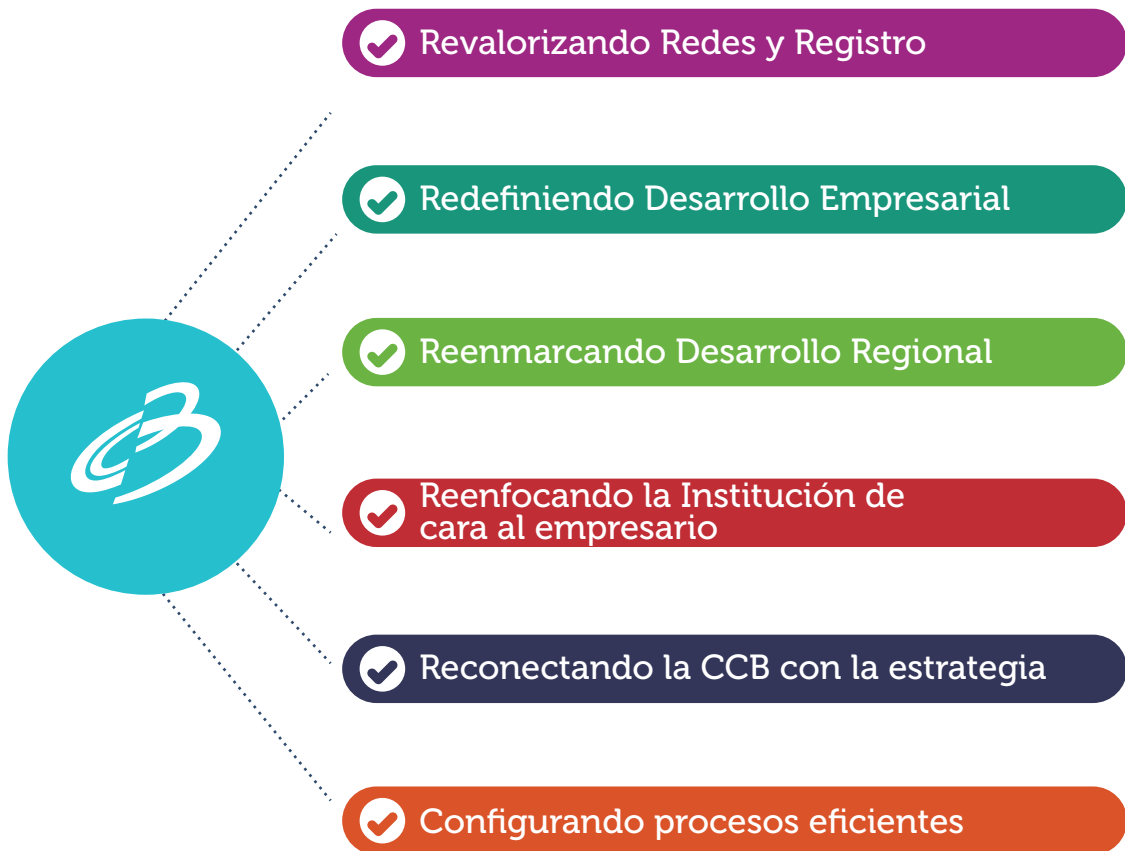 Revalorizando Redes y Registro
Redefiniendo Desarrollo Empresarial
Reenmarcando Desarrollo Regional
Reenfocando la Institución de
cara al empresario
Reconectando la CCB con la estrategia
Configurando procesos eficientes